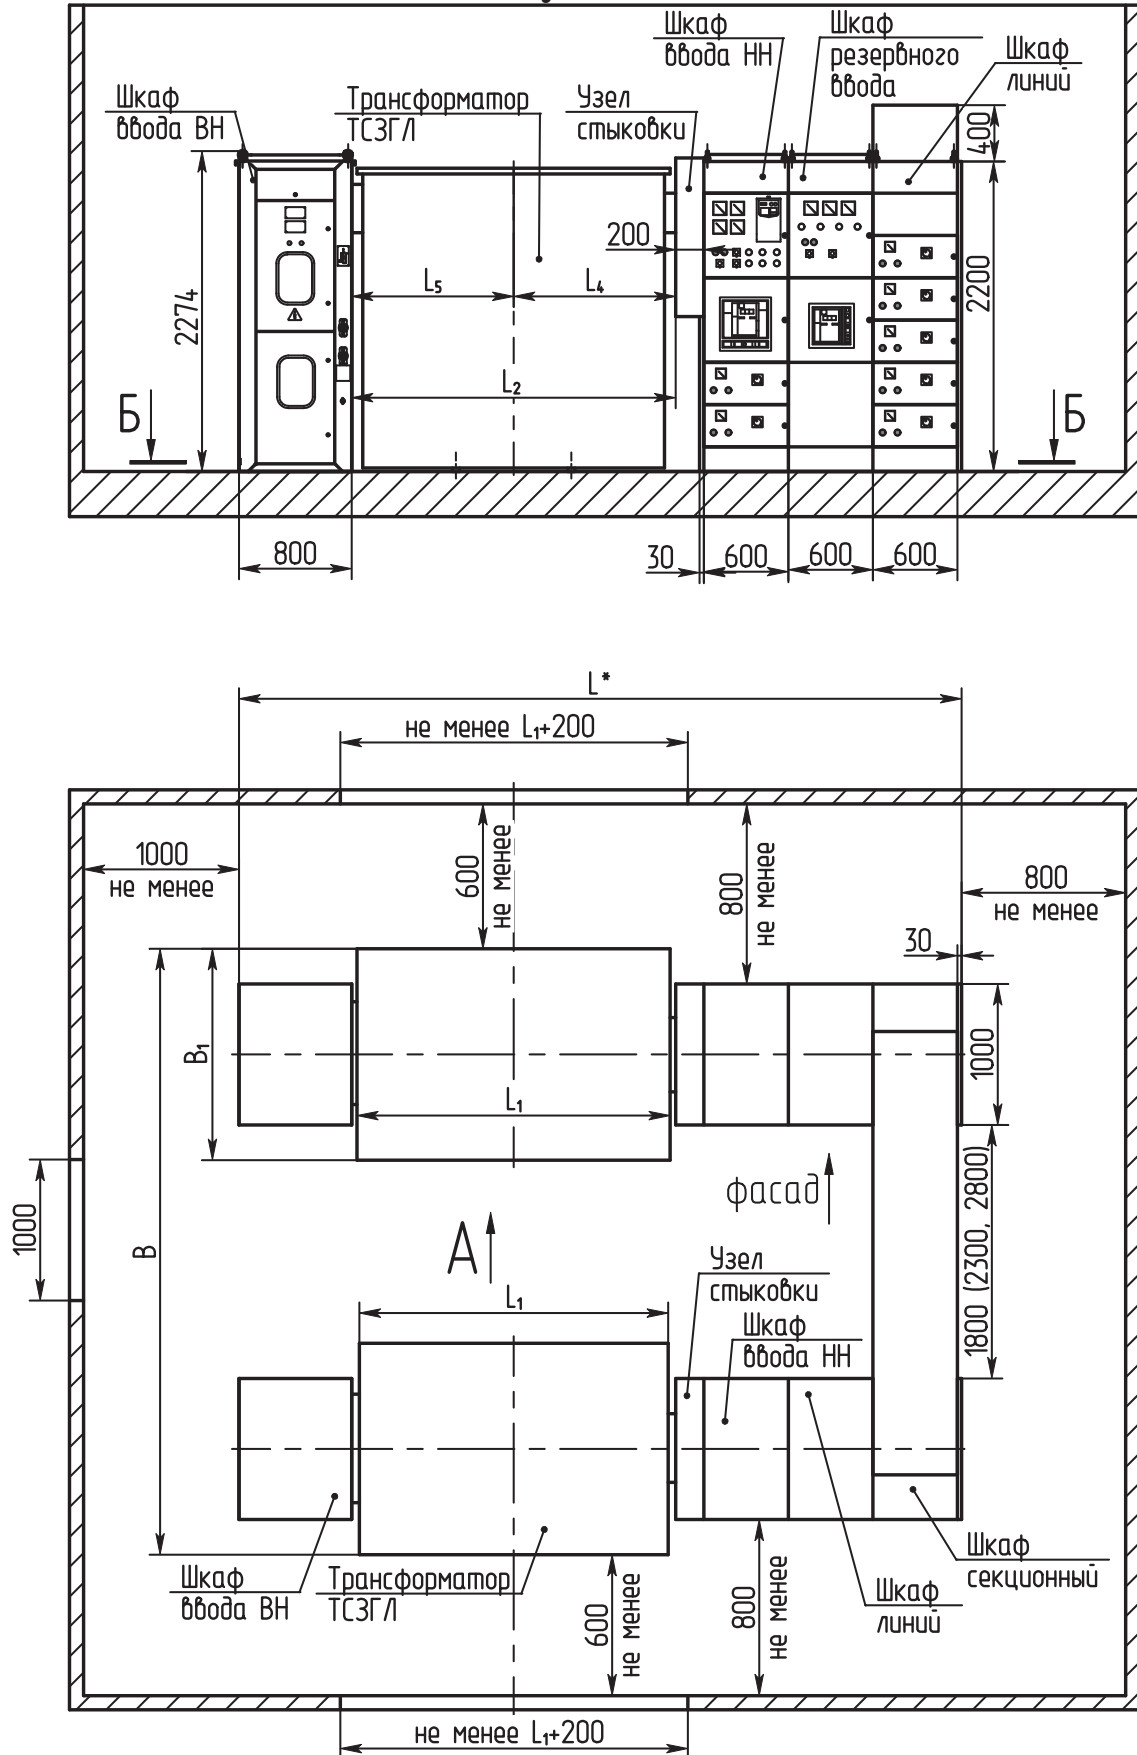 Шкаф
ввода НН
Шкаф
резервного
ввода
Шкаф
линий
Шкаф
ввода ВН
Трансформатор
ТСЗГЛ
Узел
стыковки
400
200
L5
L4
2274
2200
L2
Б
Б
800
30
600
600
600
L*
не менее L1+200
1000
не менее
600
не менее
800
не менее
800
не менее
30
B1
1000
L1
фасад
1000
B
А
1800 (2300, 2800)
Узел
стыковки
L1
Шкаф
ввода НН
Шкаф
ввода ВН
Трансформатор
ТСЗГЛ
600
не менее
800
не менее
Шкаф
секционный
Шкаф
линий
не менее L1+200